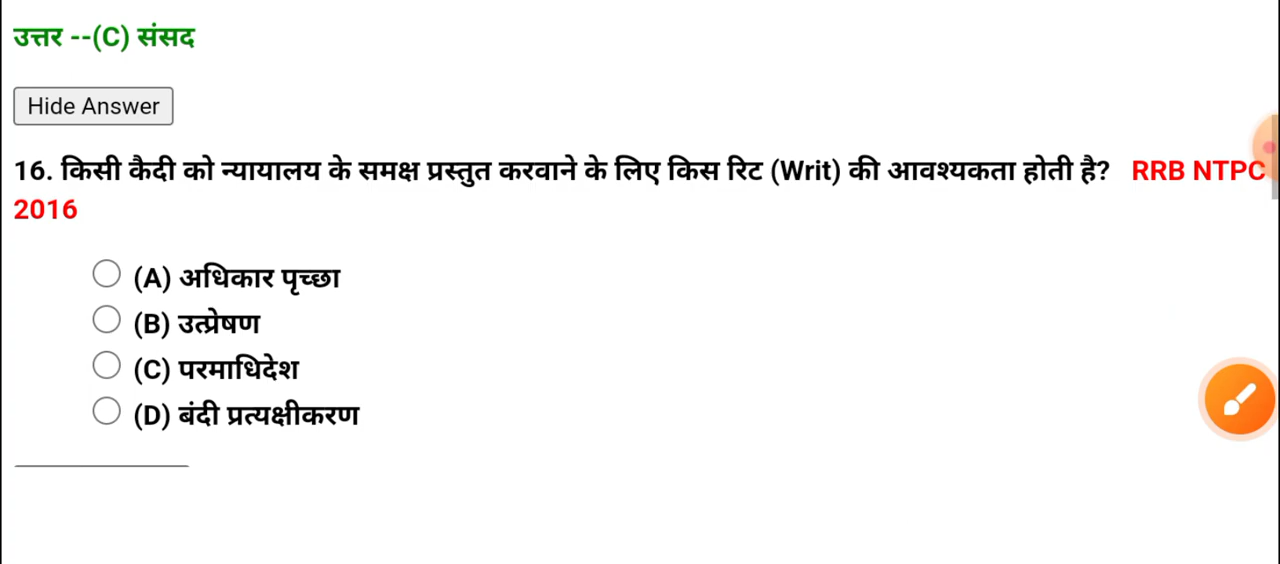 उत्तर --(C) संसद
Hide Answer
16. किसी कैदी को न्यायालय के समक्ष प्रस्तुत करवाने के लिए किस रिट (Writ) की आवश्यकता होती है? RRB NTPC
2016
(A) अधिकार पृच्छा
(B) उत्प्रेषण
(C) परमाधिदेश
(D) बंदी प्रत्यक्षीकरण